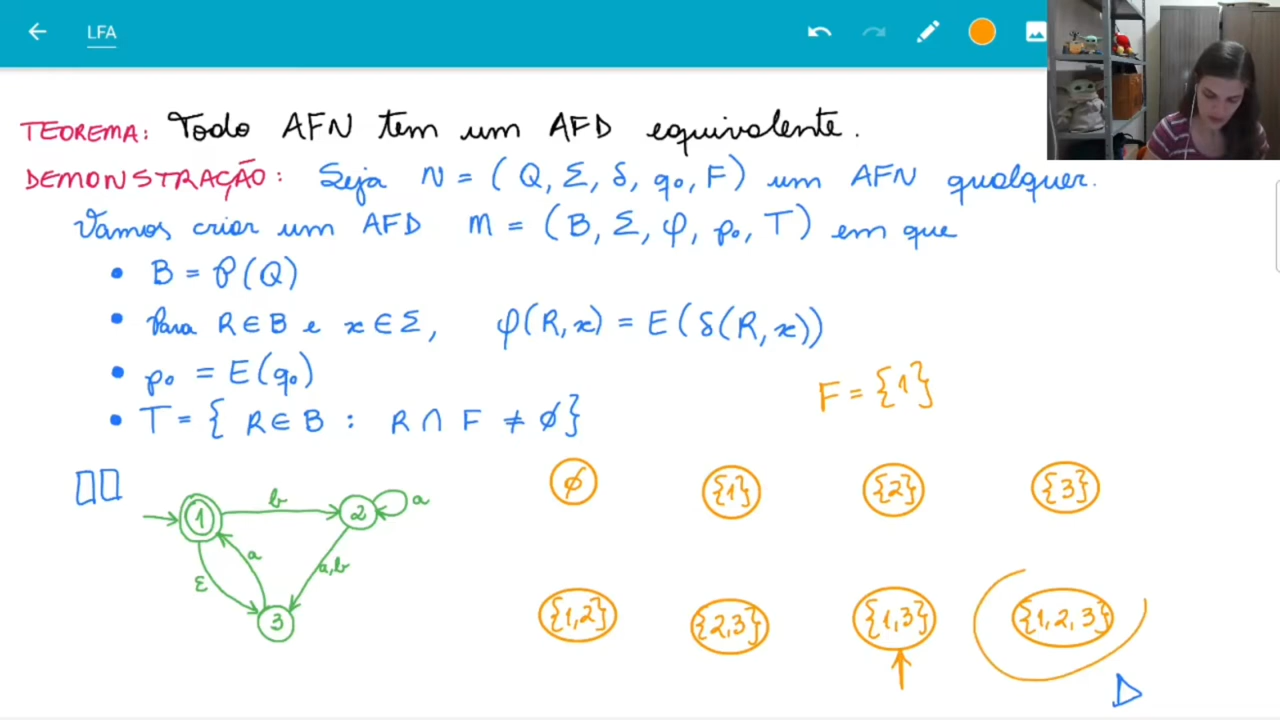 LFA
TEOREMA: Todo AFN tem um AFD equivalente.
DEMONSTRAÇÃO: Seja N = (Q, Σ, δ, q₀, F) um AFN qualquer.
Vamos criar um AFD M = (B, Σ, φ, p₀, T) em que
• B = P(Q)
• Para R ∈ B e x ∈ Σ, φ(R, x) = E(δ(R, x))
• p₀ = E(q₀)
F = {1}
• T = { R ∈ B : R ∩ F ≠ ∅}
∅ {1} {2} {3}
1 b 2 a
ε a a,b
3
{1,2} {2,3} {1,3} {1,2,3}